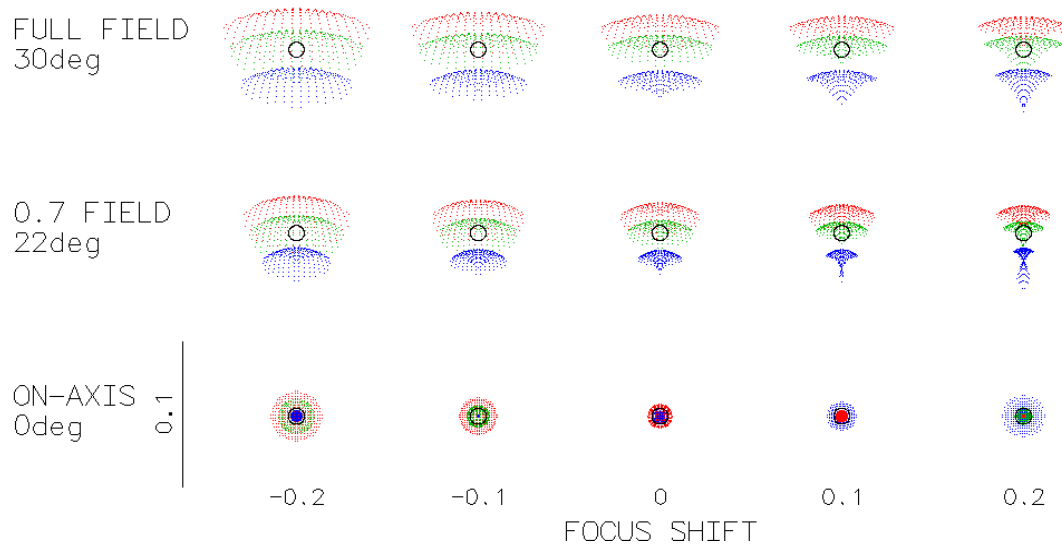 FULL FIELD
30deg
0.7 FIELD
22deg
ON-AXIS
0deg
0.1
-0.2
-0.1
0
0.1
0.2
FOCUS SHIFT